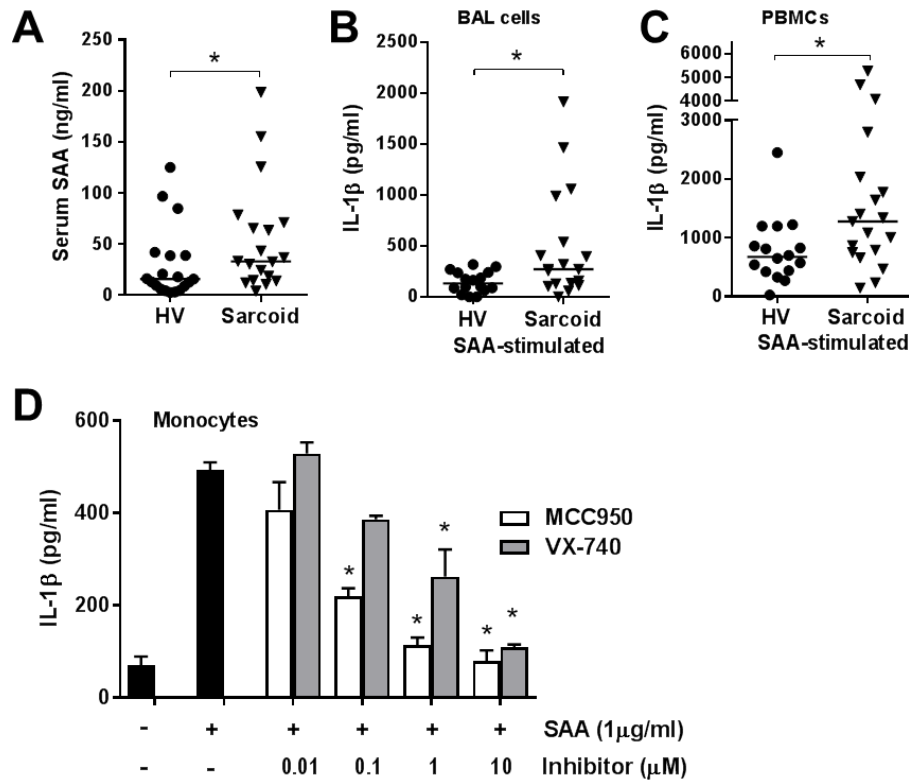 A
Serum SAA (ng/ml)
250
200
150
100
50
0
*
HV Sarcoid
B
BAL cells
IL-1β (pg/ml)
2500
2000
1500
1000
500
0
*
HV Sarcoid
SAA-stimulated
C
PBMCs
IL-1β (pg/ml)
6000
5000
4000
3000
2000
1000
0
*
HV Sarcoid
SAA-stimulated
D
Monocytes
IL-1β (pg/ml)
600
400
200
0
* * * * *
MCC950
VX-740
- + + + + + SAA (1µg/ml)
- - 0.01 0.1 1 10 Inhibitor (µM)